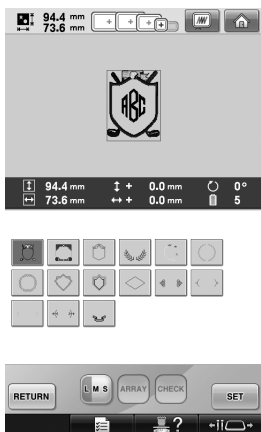 94.4 mm
73.6 mm
ABC
94.4 mm + 0.0 mm 0°
73.6 mm + 0.0 mm 5
L M S ARRAY CHECK
RETURN SET
?